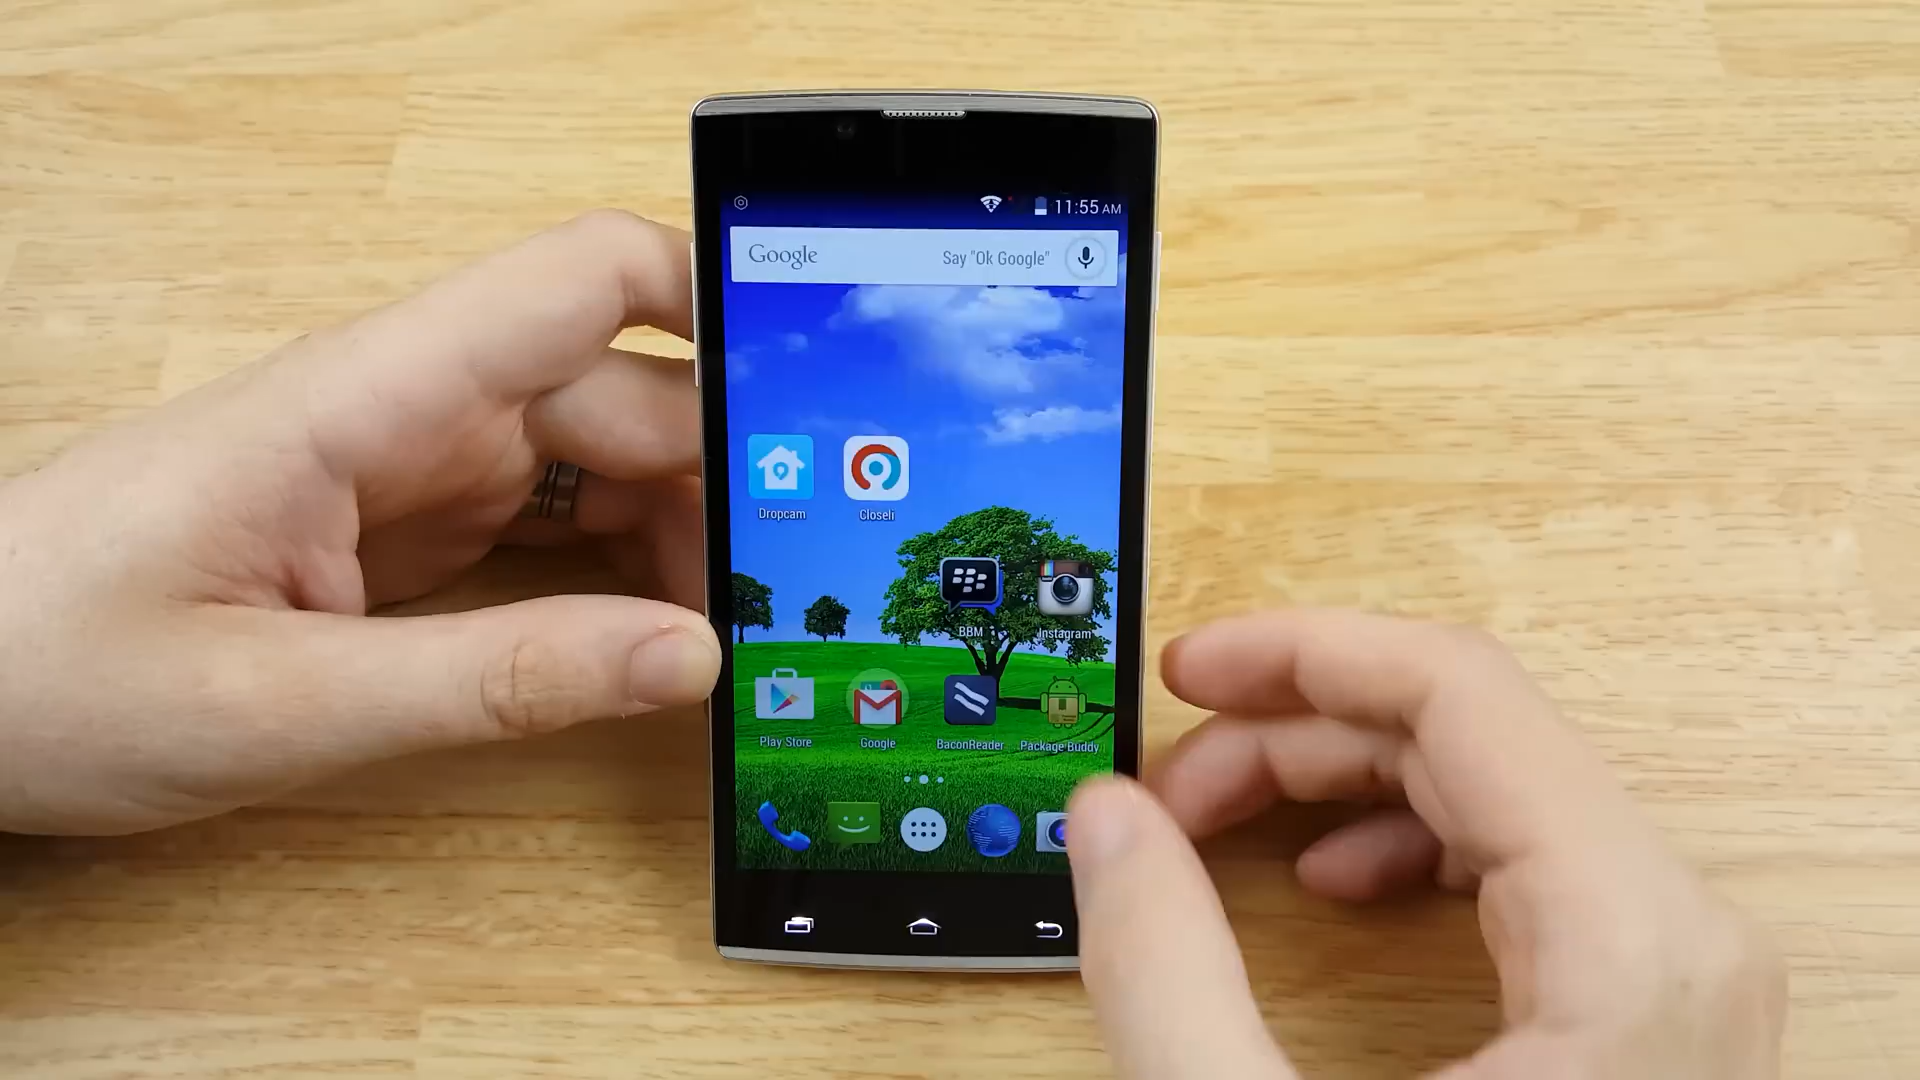 11:55 AM
Google Say "Ok Google"
Dropcam Closeli
BBM Instagram
Play Store Google BaconReader Package Buddy